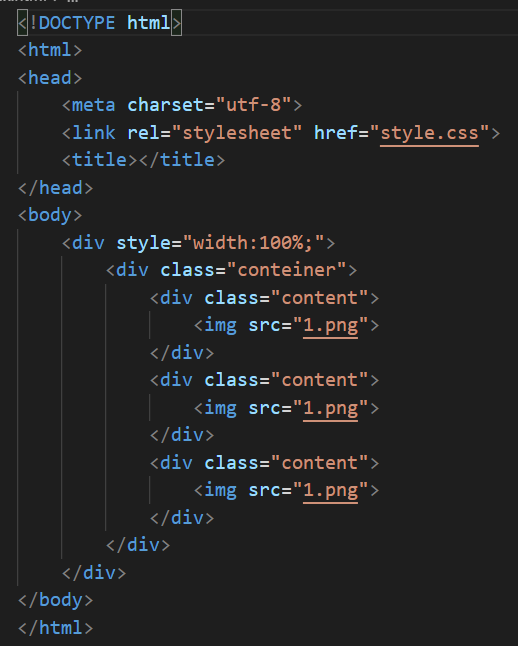 <!DOCTYPE html>
<html>
<head>
    <meta charset="utf-8">
    <link rel="stylesheet" href="style.css">
    <title></title>
</head>
<body>
    <div style="width:100%;">
        <div class="conteiner">
            <div class="content">
                <img src="1.png">
            </div>
            <div class="content">
                <img src="1.png">
            </div>
            <div class="content">
                <img src="1.png">
            </div>
        </div>
    </div>
</body>
</html>